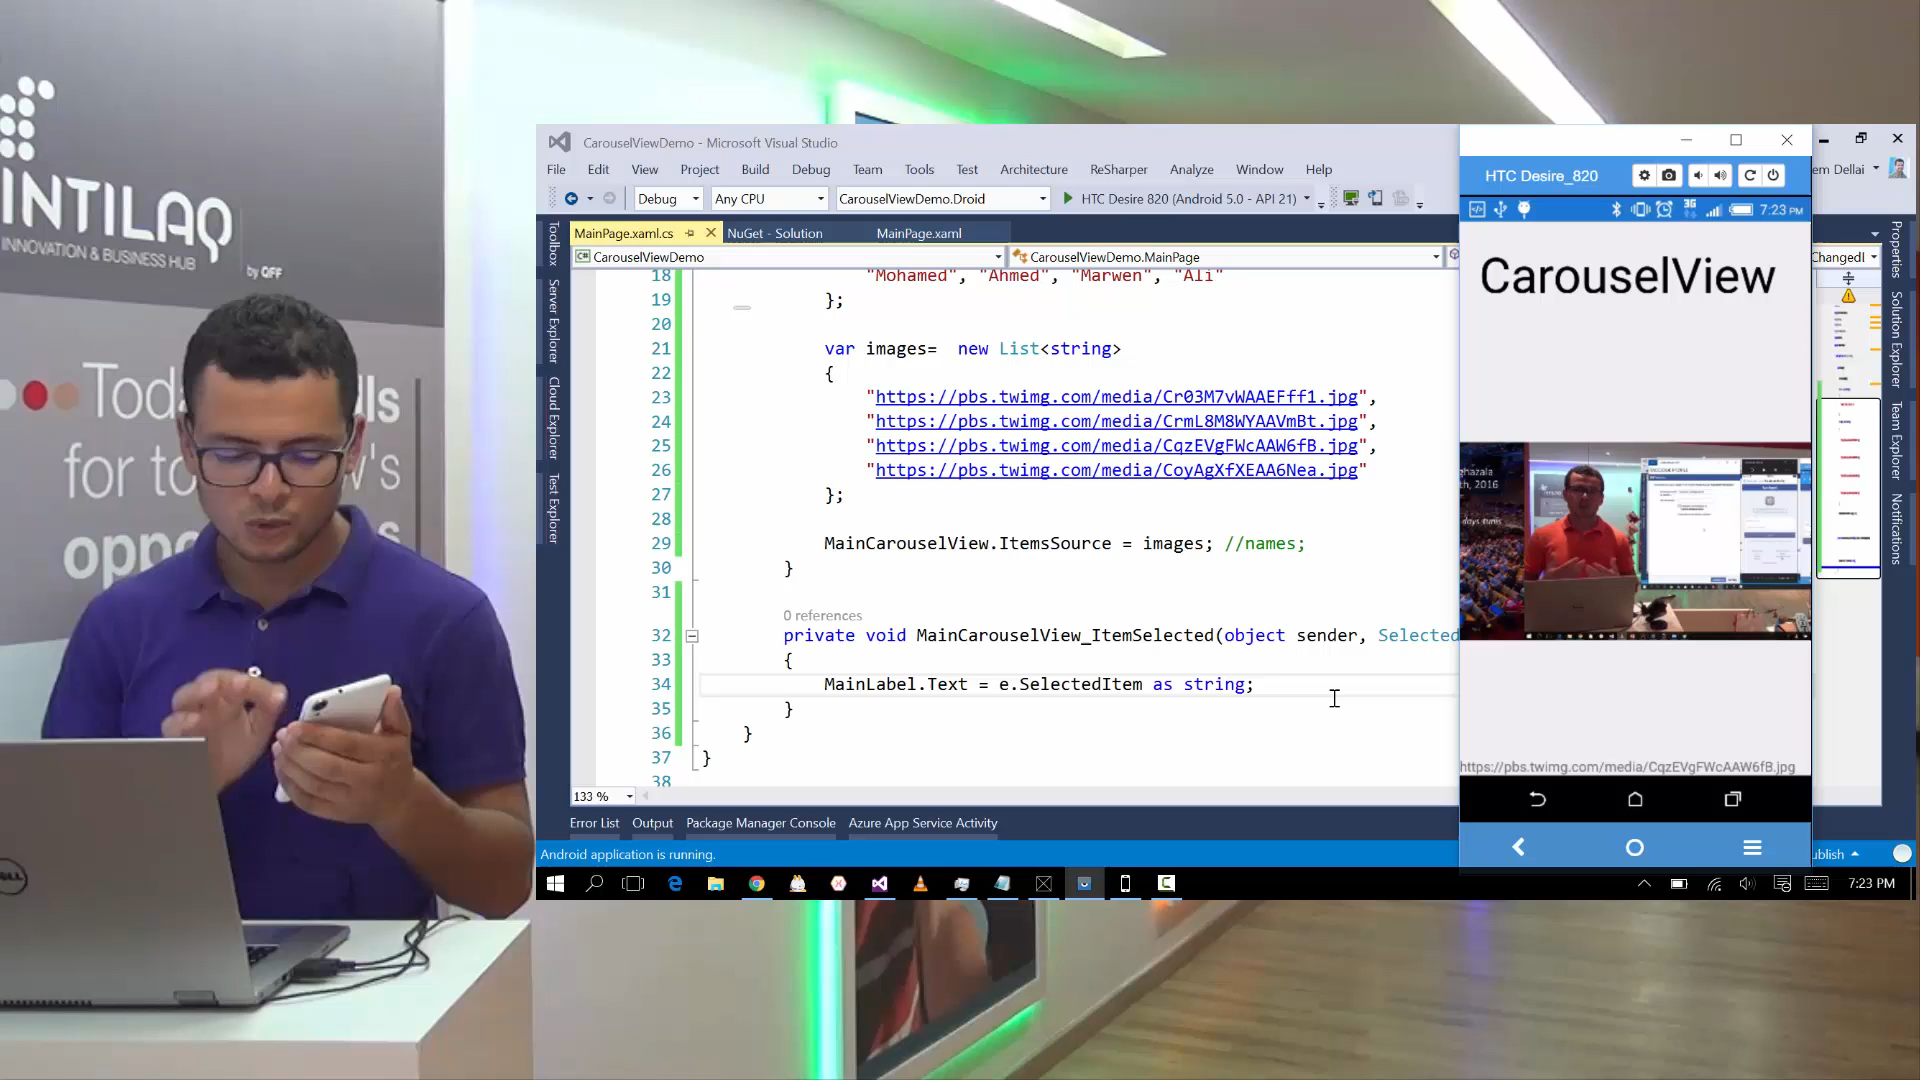 INTILAQ
INNOVATION & BUSINESS HUB
by QFF
for
CarouselViewDemo - Microsoft Visual Studio
File Edit View Project Build Debug Team Tools Test Architecture ReSharper Analyze Window Help
Debug Any CPU CarouselViewDemo.Droid HTC Desire 820 (Android 5.0 - API 21)
Dellai
MainPage.xaml.cs NuGet - Solution MainPage.xaml
CarouselViewDemo CarouselViewDemo.MainPage
18 "Mohamed", "Ahmed", "Marwen", "Ali"
19 };
20
21 var images= new List<string>
22 {
23 "https://pbs.twimg.com/media/Cr03M7vWAAEFff1.jpg",
24 "https://pbs.twimg.com/media/CrmL8M8WYAAVmBt.jpg",
25 "https://pbs.twimg.com/media/CqzEVgFWcAAW6fB.jpg",
26 "https://pbs.twimg.com/media/CoyAgXfXEAA6Nea.jpg"
27 };
28
29 MainCarouselView.ItemsSource = images; //names;
30 }
31
0 references
32 private void MainCarouselView_ItemSelected(object sender, Selected
33 {
34 MainLabel.Text = e.SelectedItem as string;
35 }
36 }
37 }
38
133 %
Error List Output Package Manager Console Azure App Service Activity
Android application is running.
Toolbox
Server Explorer
Cloud Explorer
Test Explorer
HTC Desire_820
3G 7:23 PM
CarouselView
2016
https://pbs.twimg.com/media/CqzEVgFWcAAW6fB.jpg
Properties
Solution Explorer
Team Explorer
Notifications
7:23 PM
DELL